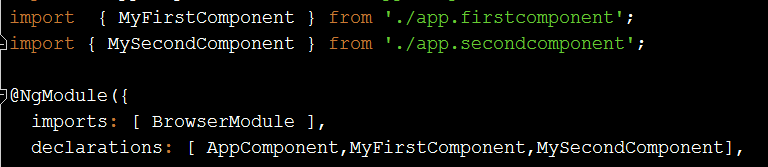 import  { MyFirstComponent } from './app.firstcomponent';
import { MySecondComponent } from './app.secondcomponent';
@NgModule({
imports: [ BrowserModule ],
declarations: [ AppComponent,MyFirstComponent,MySecondComponent],